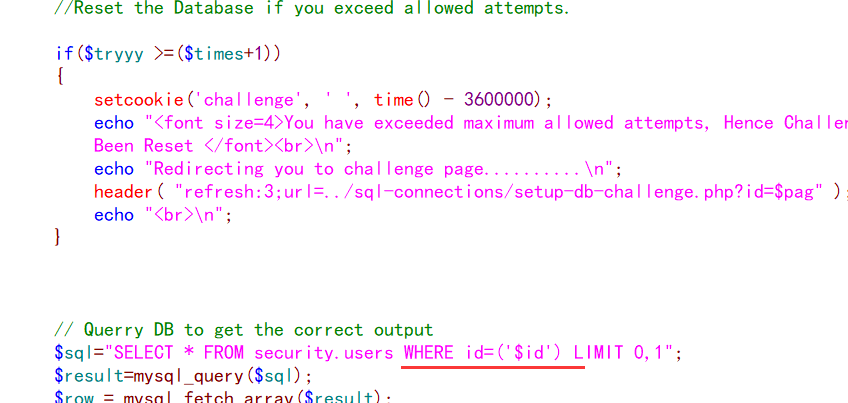 //Reset the Database if you exceed allowed attempts.
if($tryyy >=($times+1))
{
setcookie('challenge', ' ', time() - 3600000);
echo "<font size=4>You have exceeded maximum allowed attempts, Hence
Been Reset </font><br>\n";
echo "Redirecting you to challenge page..........\n";
header( "refresh:3;url=../sql-connections/setup-db-challenge.php?id=$pag" );
echo "<br>\n";
}
// Querry DB to get the correct output
$sql="SELECT * FROM security.users WHERE id=('$id') LIMIT 0,1";
$result=mysql_query($sql);
$row = mysql_fetch_array($result);